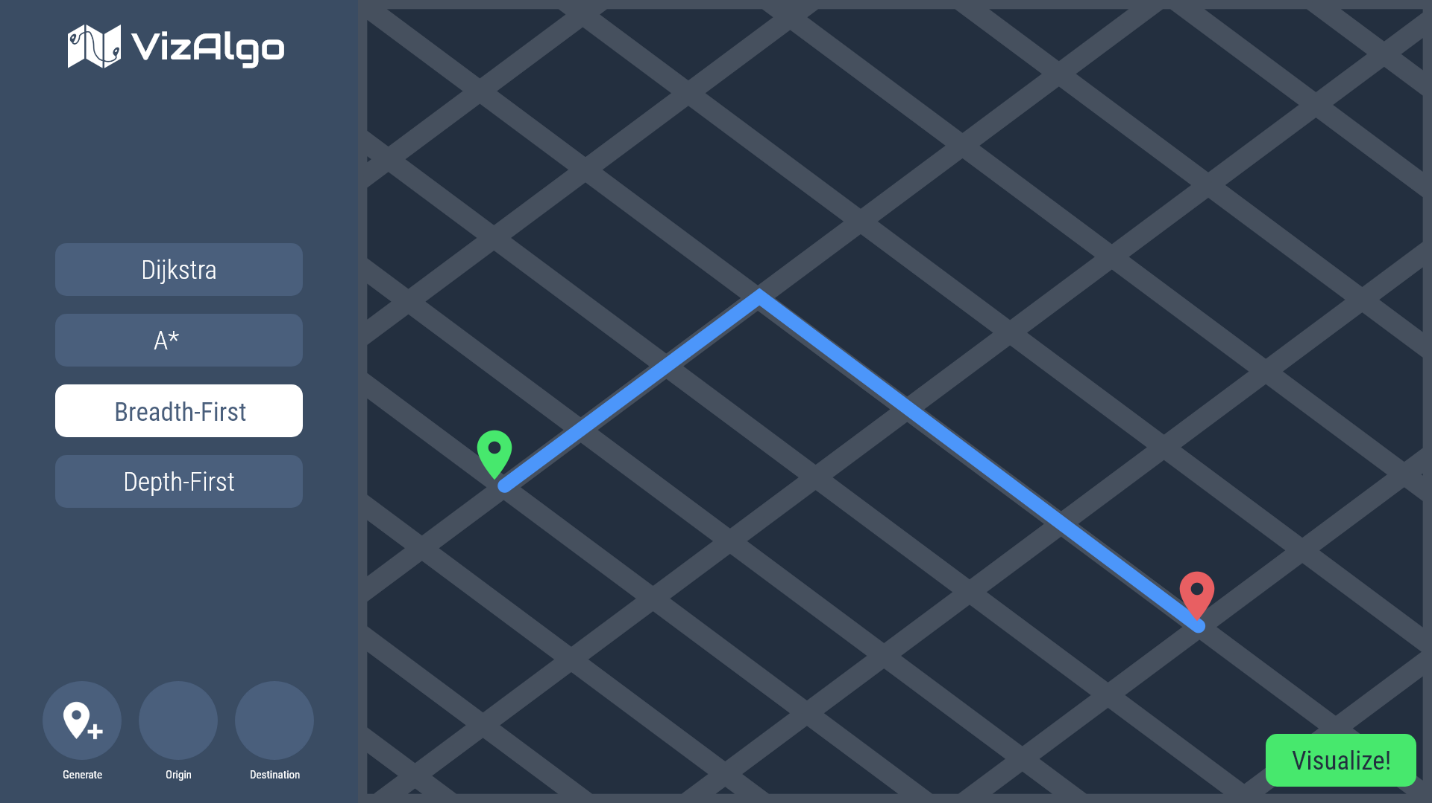 VizAlgo
Dijkstra
A*
Breadth-First
Depth-First
Generate
Origin
Destination
Visualize!